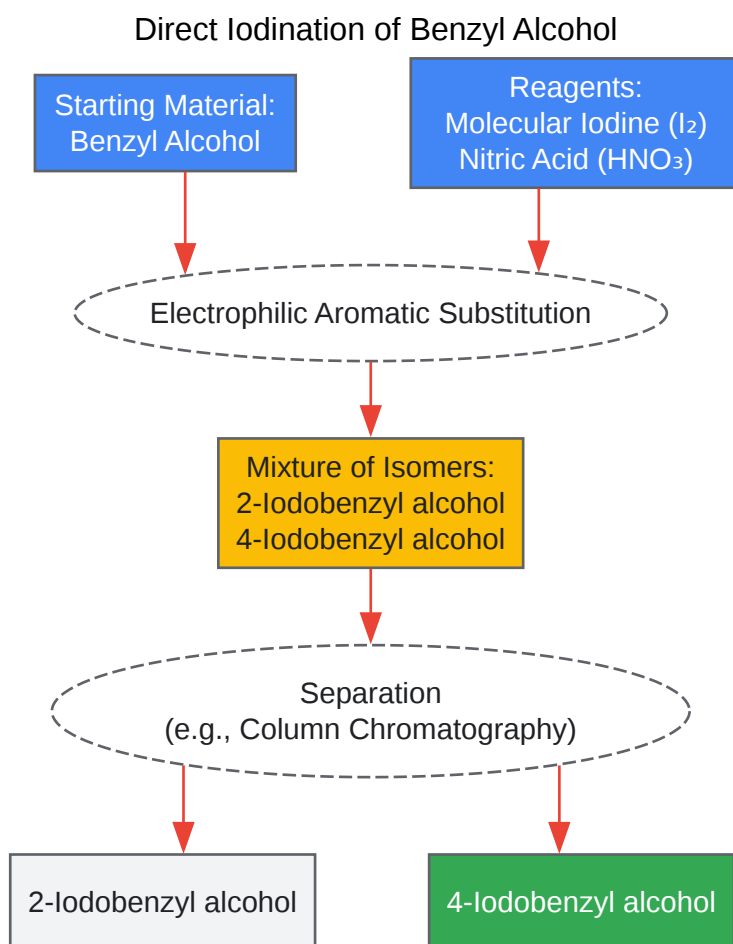 Direct Iodination of Benzyl Alcohol
Starting Material:
Benzyl Alcohol
Reagents:
Molecular Iodine (I₂)
Nitric Acid (HNO₃)
Electrophilic Aromatic Substitution
Mixture of Isomers:
2-Iodobenzyl alcohol
4-Iodobenzyl alcohol
Separation
(e.g., Column Chromatography)
2-Iodobenzyl alcohol
4-Iodobenzyl alcohol